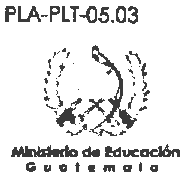 PLA-PLT-05.03
Ministerio de Educación
Guatemala